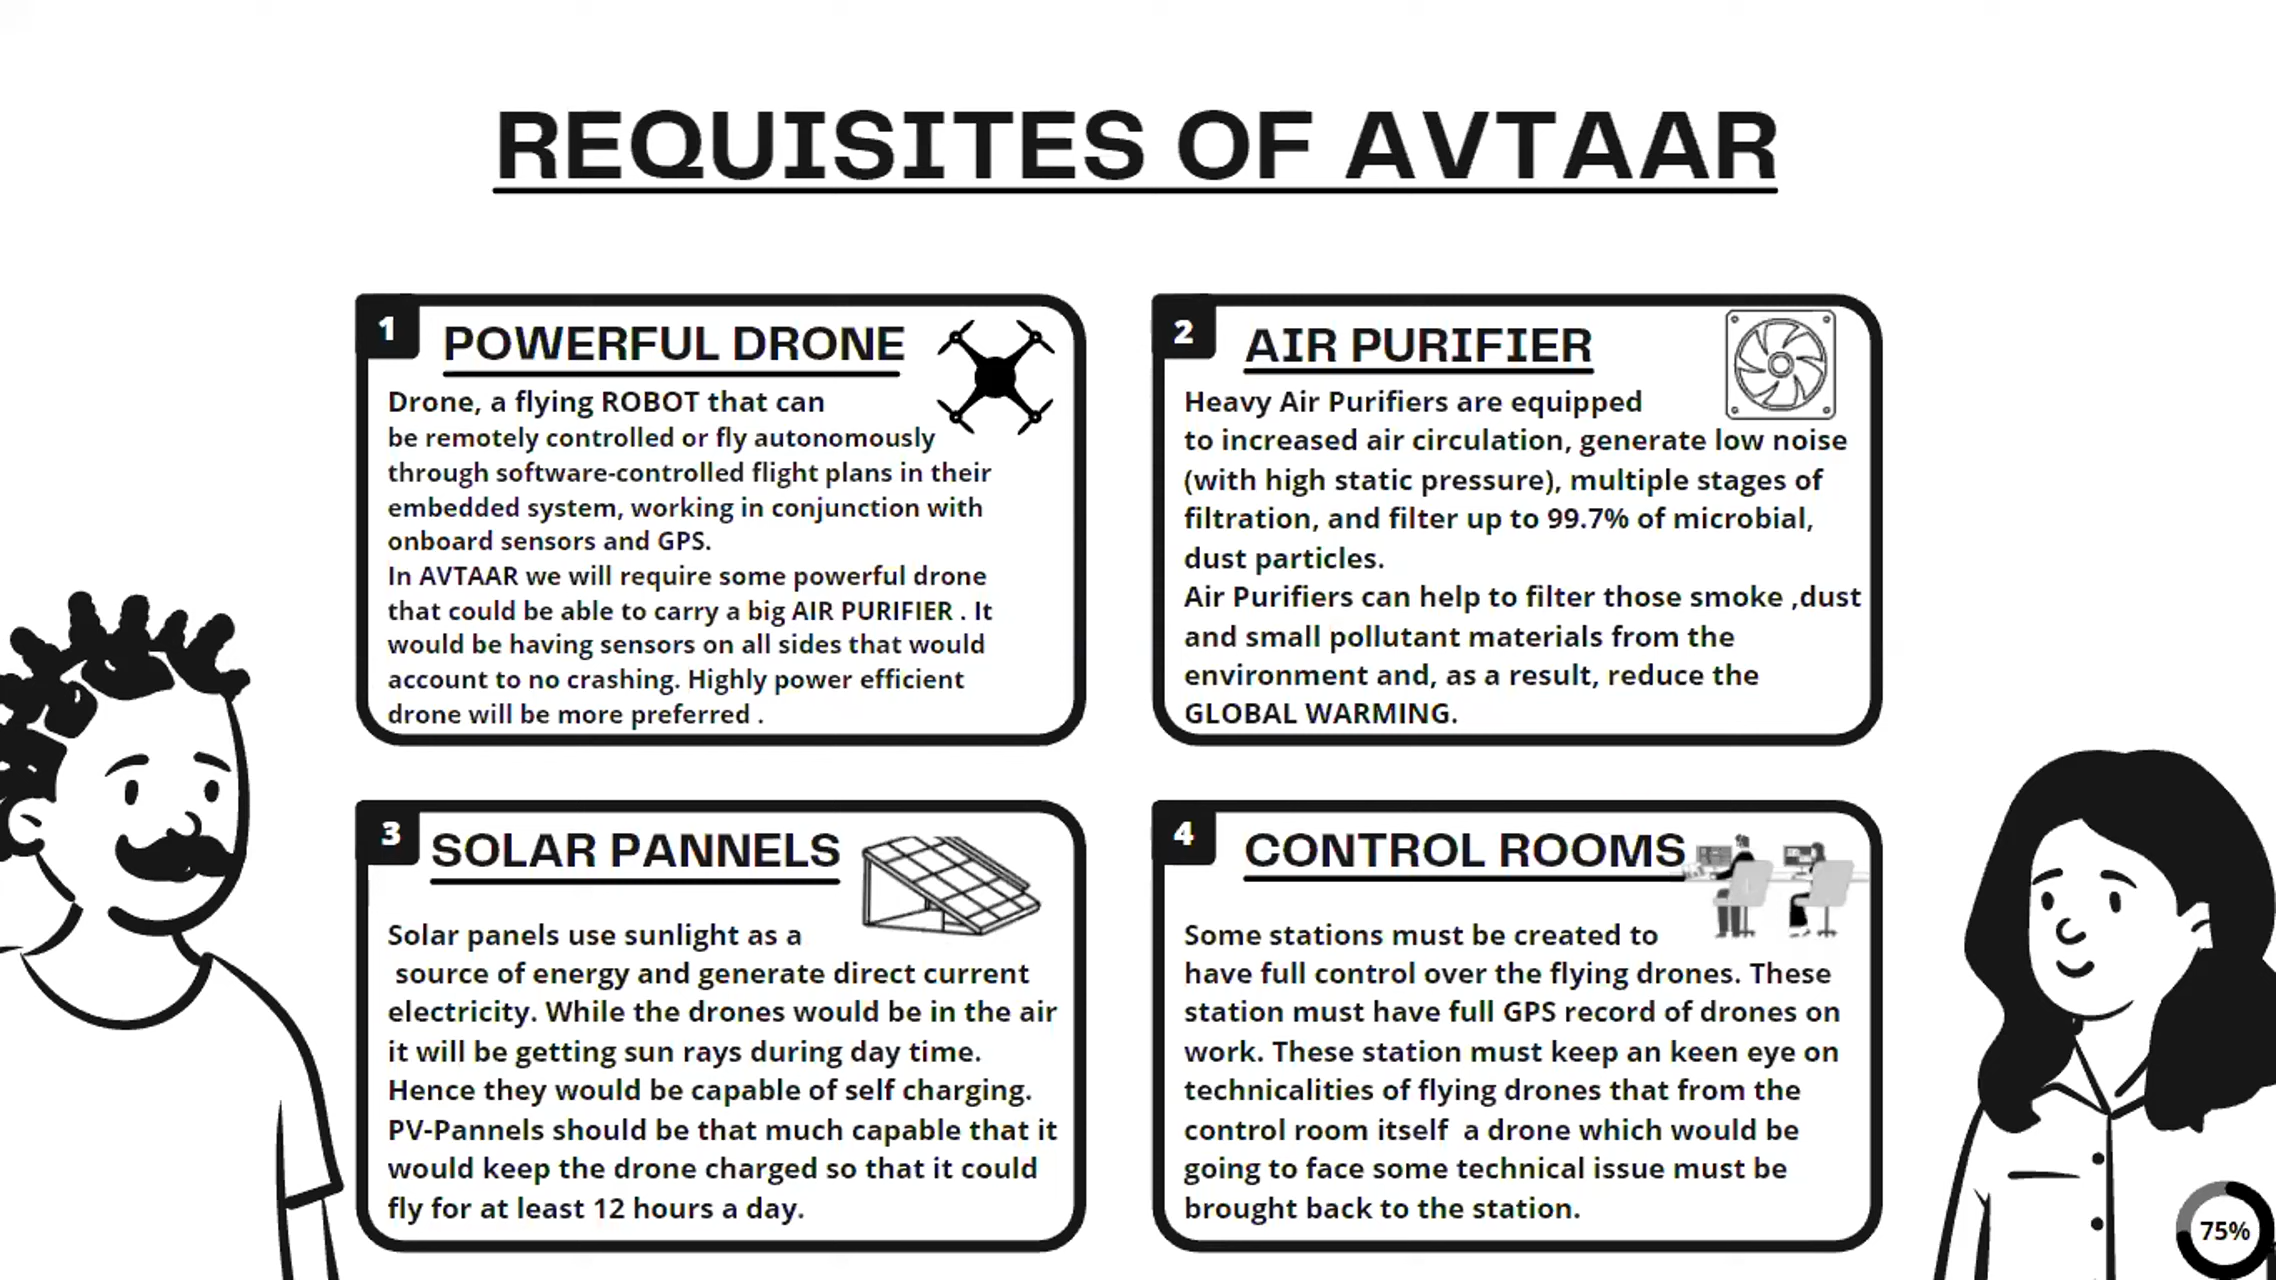 REQUISITES OF AVTAAR
1
POWERFUL DRONE
Drone, a flying ROBOT that can
be remotely controlled or fly autonomously
through software-controlled flight plans in their
embedded system, working in conjunction with
onboard sensors and GPS.
In AVTAAR we will require some powerful drone
that could be able to carry a big AIR PURIFIER . It
would be having sensors on all sides that would
account to no crashing. Highly power efficient
drone will be more preferred .
2
AIR PURIFIER
Heavy Air Purifiers are equipped
to increased air circulation, generate low noise
(with high static pressure), multiple stages of
filtration, and filter up to 99.7% of microbial,
dust particles.
Air Purifiers can help to filter those smoke ,dust
and small pollutant materials from the
environment and, as a result, reduce the
GLOBAL WARMING.
3
SOLAR PANNELS
Solar panels use sunlight as a
source of energy and generate direct current
electricity. While the drones would be in the air
it will be getting sun rays during day time.
Hence they would be capable of self charging.
PV-Pannels should be that much capable that it
would keep the drone charged so that it could
fly for at least 12 hours a day.
4
CONTROL ROOMS
Some stations must be created to
have full control over the flying drones. These
station must have full GPS record of drones on
work. These station must keep an keen eye on
technicalities of flying drones that from the
control room itself  a drone which would be
going to face some technical issue must be
brought back to the station.
75%